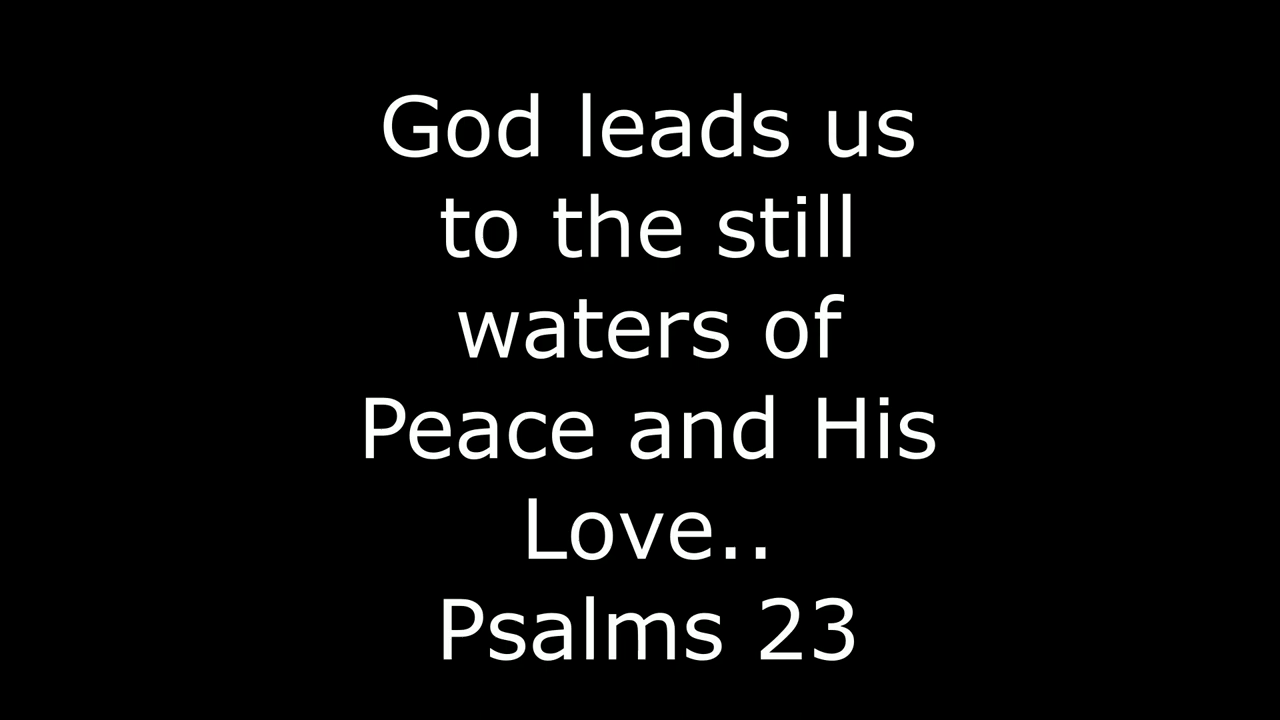 God leads us
to the still
waters of
Peace and His
Love..
Psalms 23